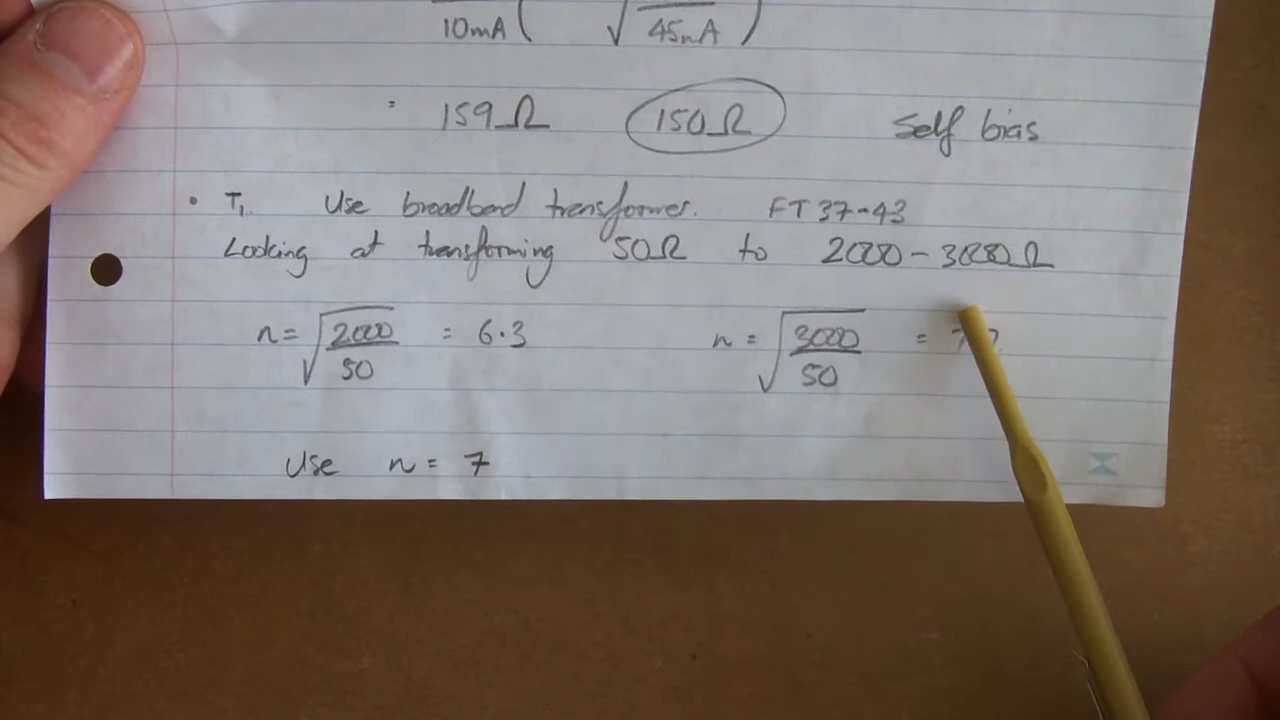 10mA ( √ 45nA )
= 159Ω 150Ω Self bias
• T1. Use broadband transformer. FT37-43
Looking at transforming 50Ω to 2000-3000Ω
n= √ 2000 / 50 = 6.3 n = √ 3000 / 50 =
Use n = 7